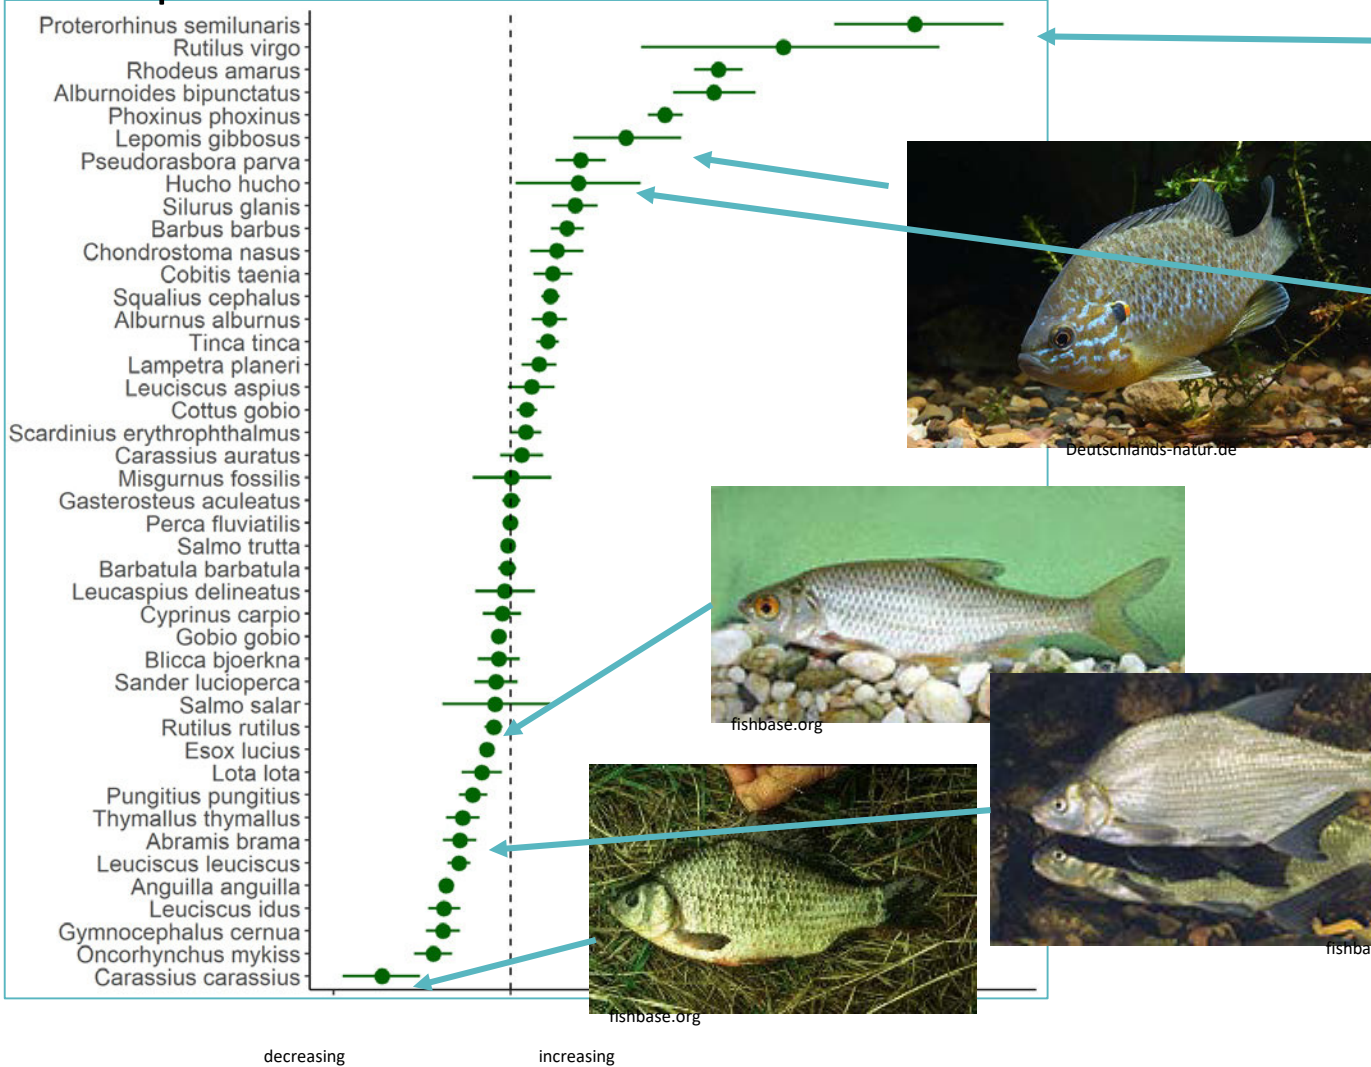 Proterorhinus semilunaris
Rutilus virgo
Rhodeus amarus
Alburnoides bipunctatus
Phoxinus phoxinus
Lepomis gibbosus
Pseudorasbora parva
Hucho hucho
Silurus glanis
Barbus barbus
Chondrostoma nasus
Cobitis taenia
Squalius cephalus
Alburnus alburnus
Tinca tinca
Lampetra planeri
Leuciscus aspius
Cottus gobio
Scardinius erythrophthalmus
Carassius auratus
Misgurnus fossilis
Gasterosteus aculeatus
Perca fluviatilis
Salmo trutta
Barbatula barbatula
Leucaspius delineatus
Cyprinus carpio
Gobio gobio
Blicca bjoerkna
Sander lucioperca
Salmo salar
Rutilus rutilus
Esox lucius
Lota lota
Pungitius pungitius
Thymallus thymallus
Abramis brama
Leuciscus leuciscus
Anguilla anguilla
Leuciscus idus
Gymnocephalus cernua
Oncorhynchus mykiss
Carassius carassius
Deutschlands-natur.de
fishbase.org
fishba
fishbase.org
decreasing
increasing